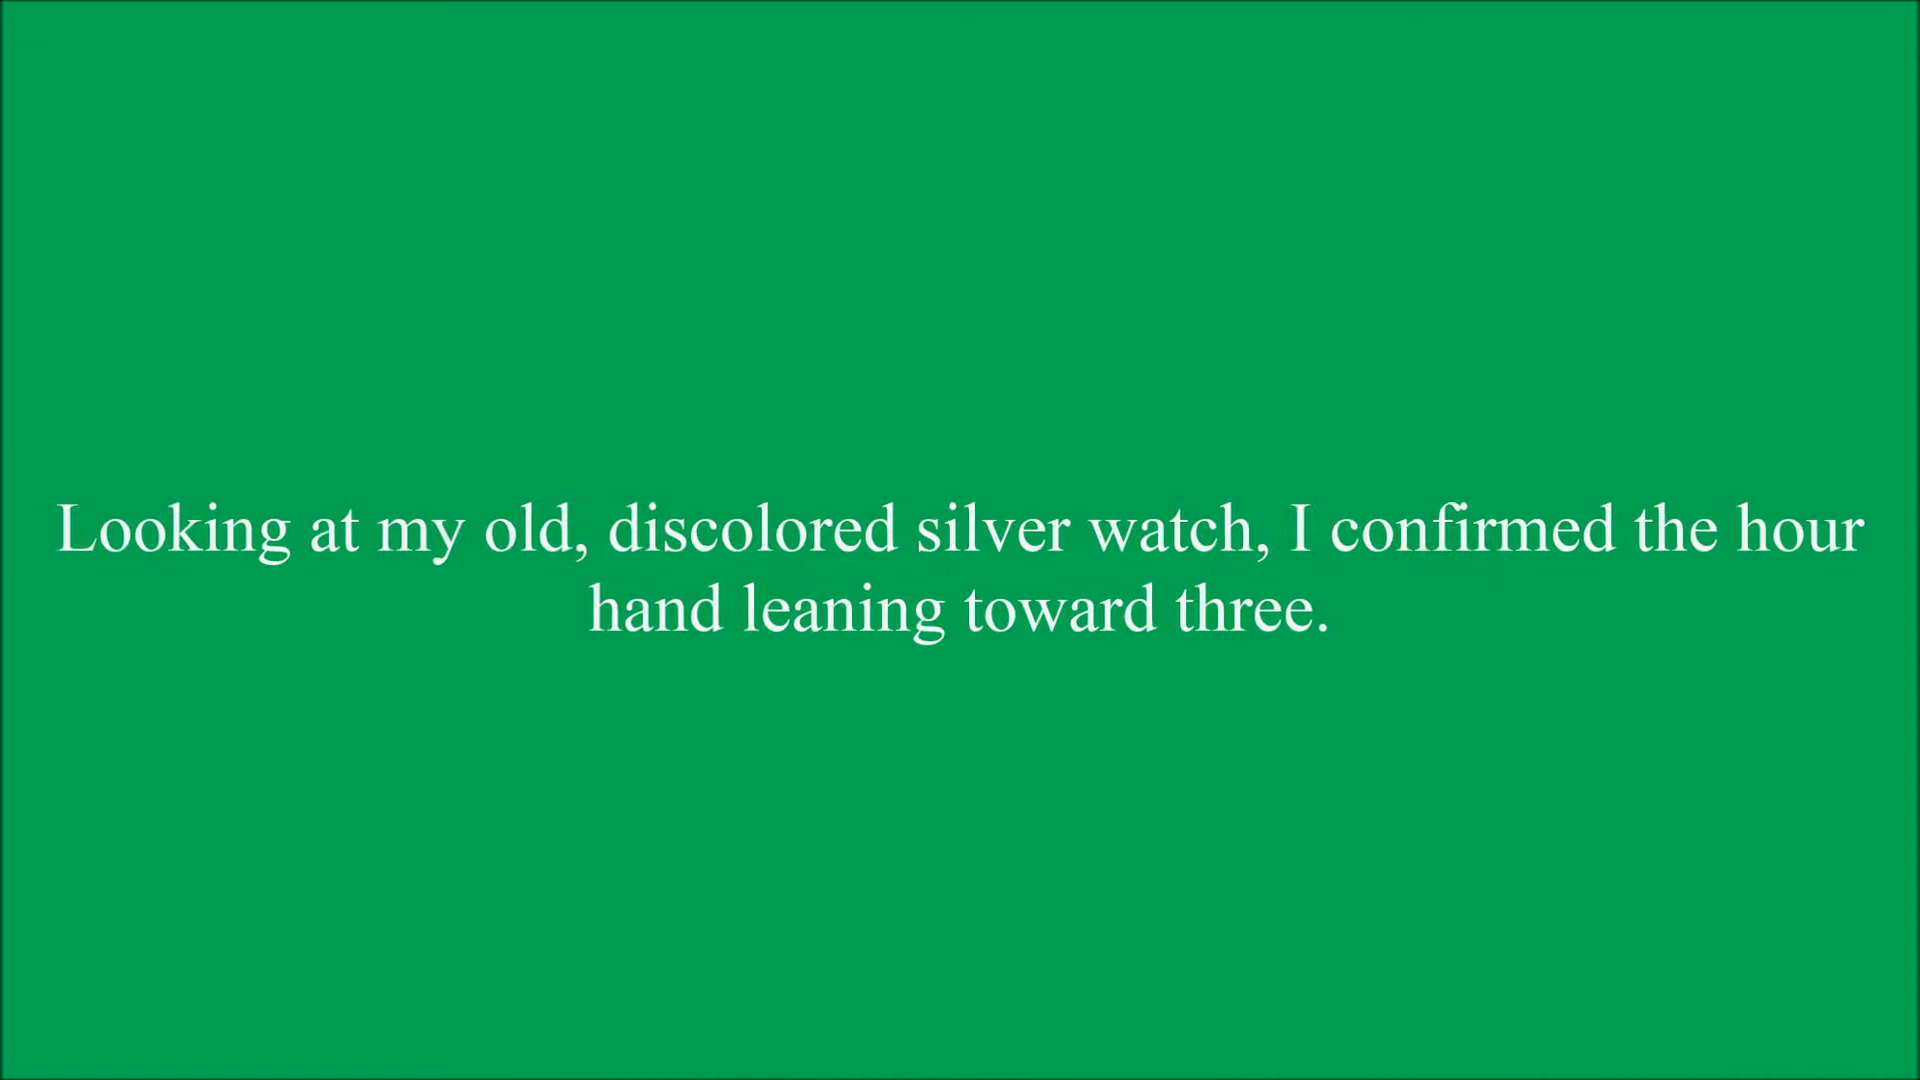 Looking at my old, discolored silver watch, I confirmed the hour
hand leaning toward three.